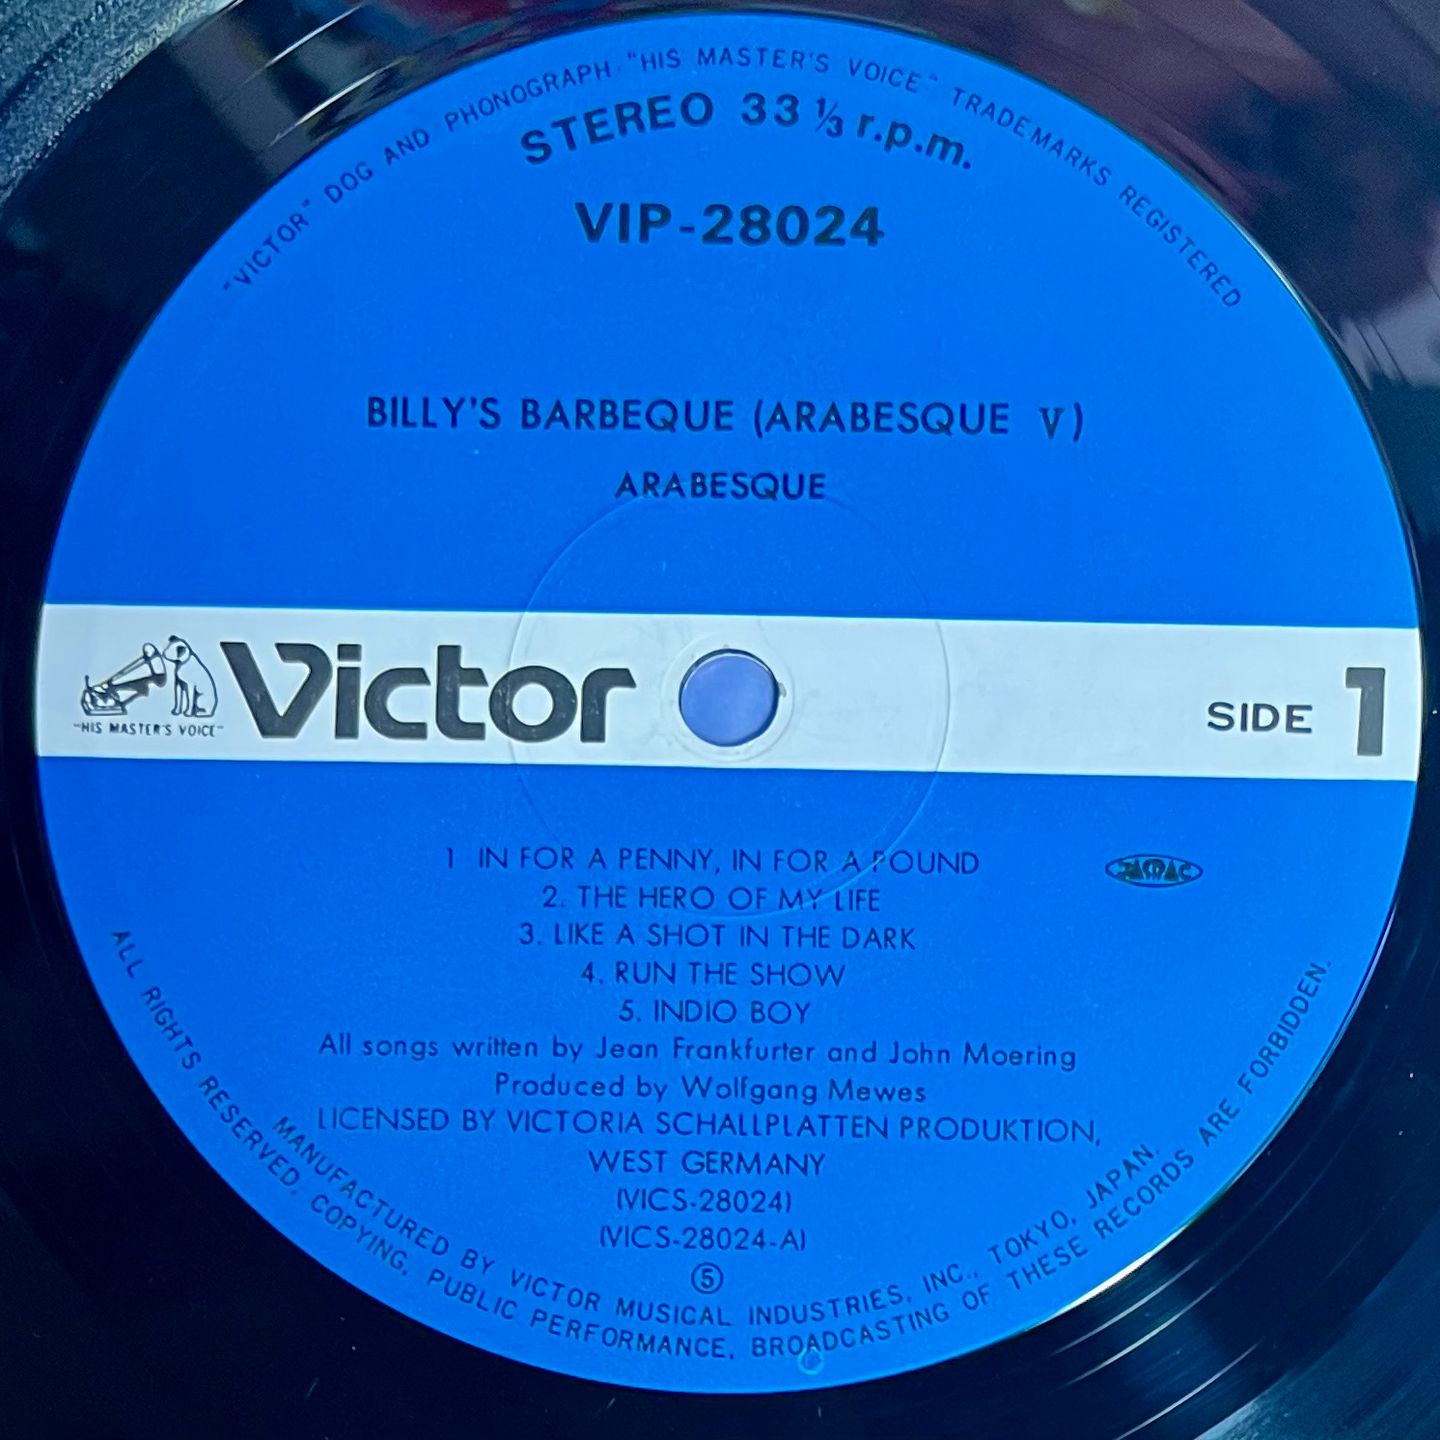 "VICTOR" DOG AND PHONOGRAPH-"HIS MASTER'S VOICE" TRADEMARKS REGISTERED
STEREO 33 ⅓ r.p.m.
VIP-28024
BILLY'S BARBEQUE (ARABESQUE V)
ARABESQUE
"HIS MASTER'S VOICE"
Victor
SIDE 1
1 IN FOR A PENNY, IN FOR A POUND
JASRAC
2. THE HERO OF MY LIFE
3. LIKE A SHOT IN THE DARK
4. RUN THE SHOW
5. INDIO BOY
All songs written by Jean Frankfurter and John Moering
Produced by Wolfgang Mewes
LICENSED BY VICTORIA SCHALLPLATTEN PRODUKTION,
WEST GERMANY
(VICS-28024)
(VICS-28024-A)
⑤
MANUFACTURED BY VICTOR MUSICAL INDUSTRIES, INC., TOKYO, JAPAN.
ALL RIGHTS RESERVED. COPYING, PUBLIC PERFORMANCE, BROADCASTING OF THESE RECORDS ARE FORBIDDEN.